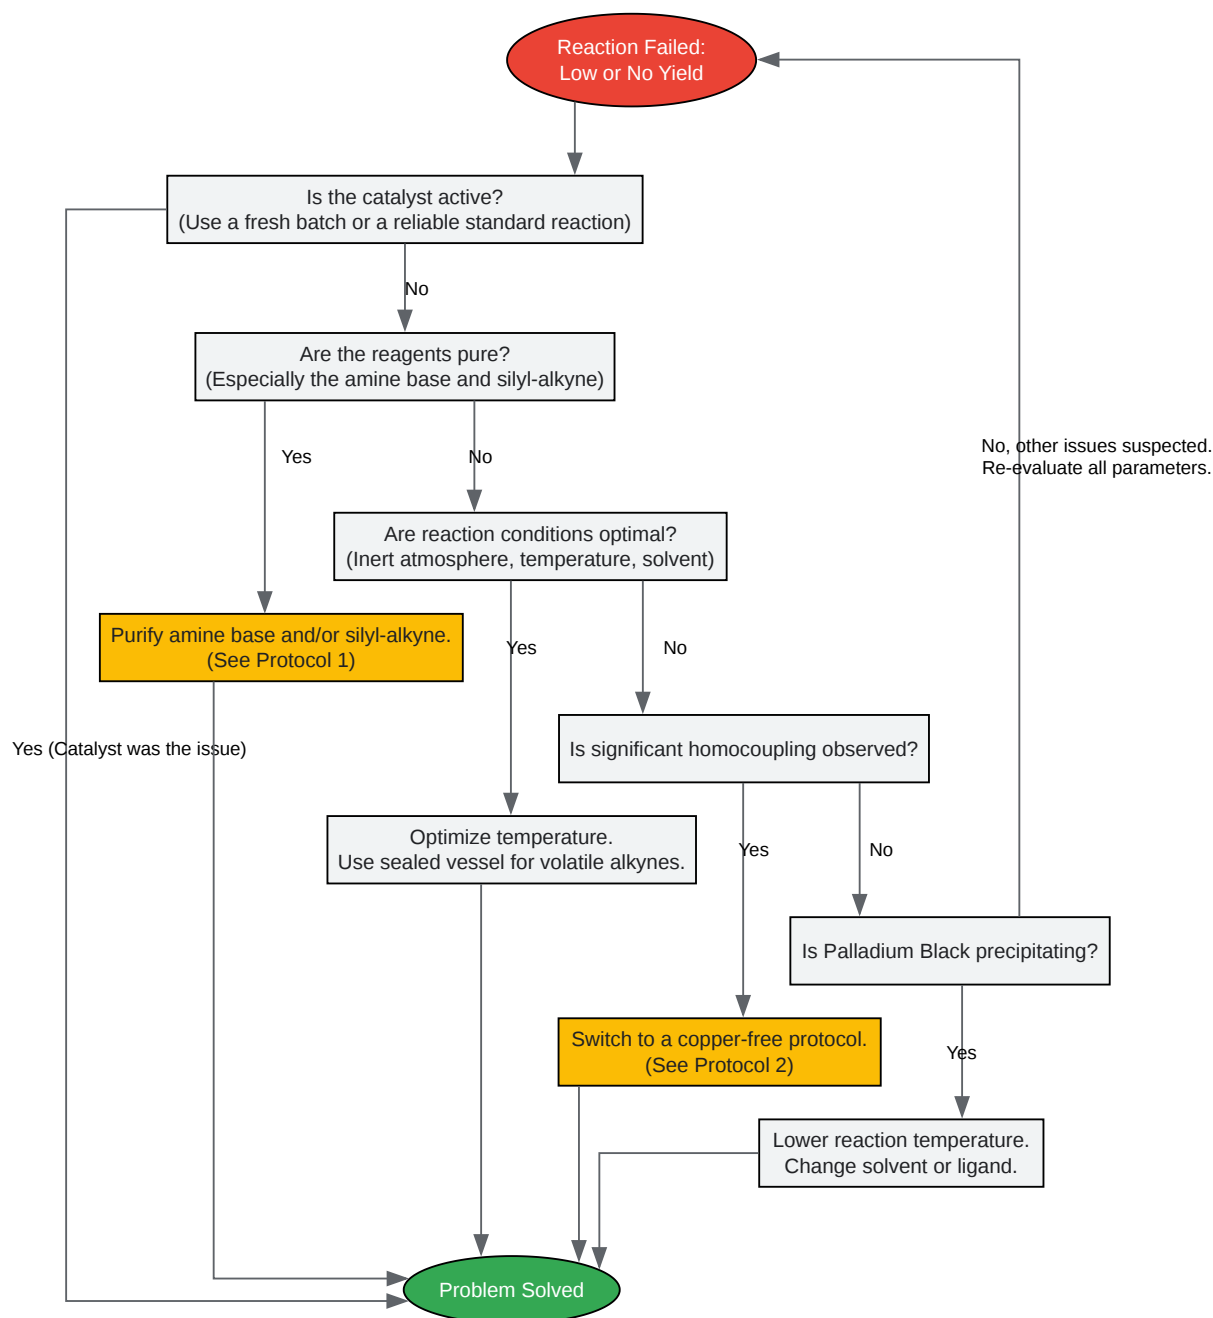 Reaction Failed:
Low or No Yield
Is the catalyst active?
(Use a fresh batch or a reliable standard reaction)
No
Are the reagents pure?
(Especially the amine base and silyl-alkyne)
No, other issues suspected.
Re-evaluate all parameters.
Yes
No
Are reaction conditions optimal?
(Inert atmosphere, temperature, solvent)
Purify amine base and/or silyl-alkyne.
(See Protocol 1)
Yes
No
Yes (Catalyst was the issue)
Is significant homocoupling observed?
Optimize temperature.
Use sealed vessel for volatile alkynes.
Yes
No
Is Palladium Black precipitating?
Switch to a copper-free protocol.
(See Protocol 2)
Yes
Lower reaction temperature.
Change solvent or ligand.
Problem Solved